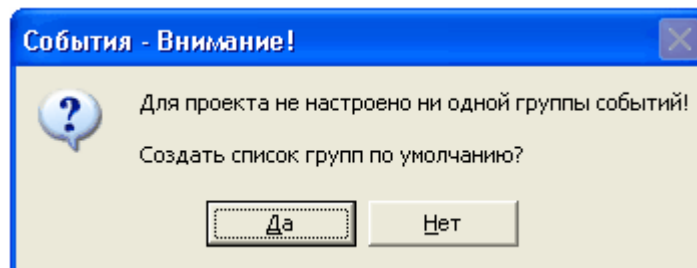 События - Внимание!
Для проекта не настроено ни одной группы событий!
Создать список групп по умолчанию?
Да
Нет